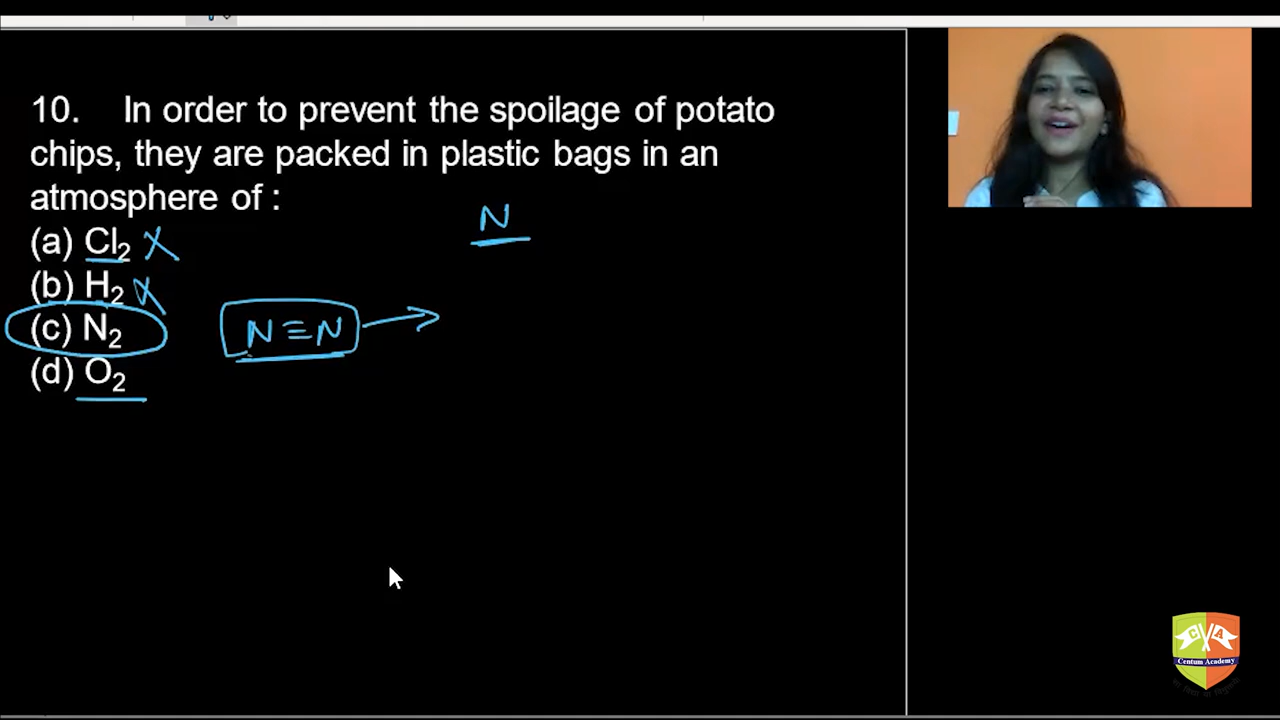 10. In order to prevent the spoilage of potato
chips, they are packed in plastic bags in an
atmosphere of :
N
(a) Cl₂ X
(b) H₂ X
(c) N₂ N≡N →
(d) O₂
C A
Centum Academy